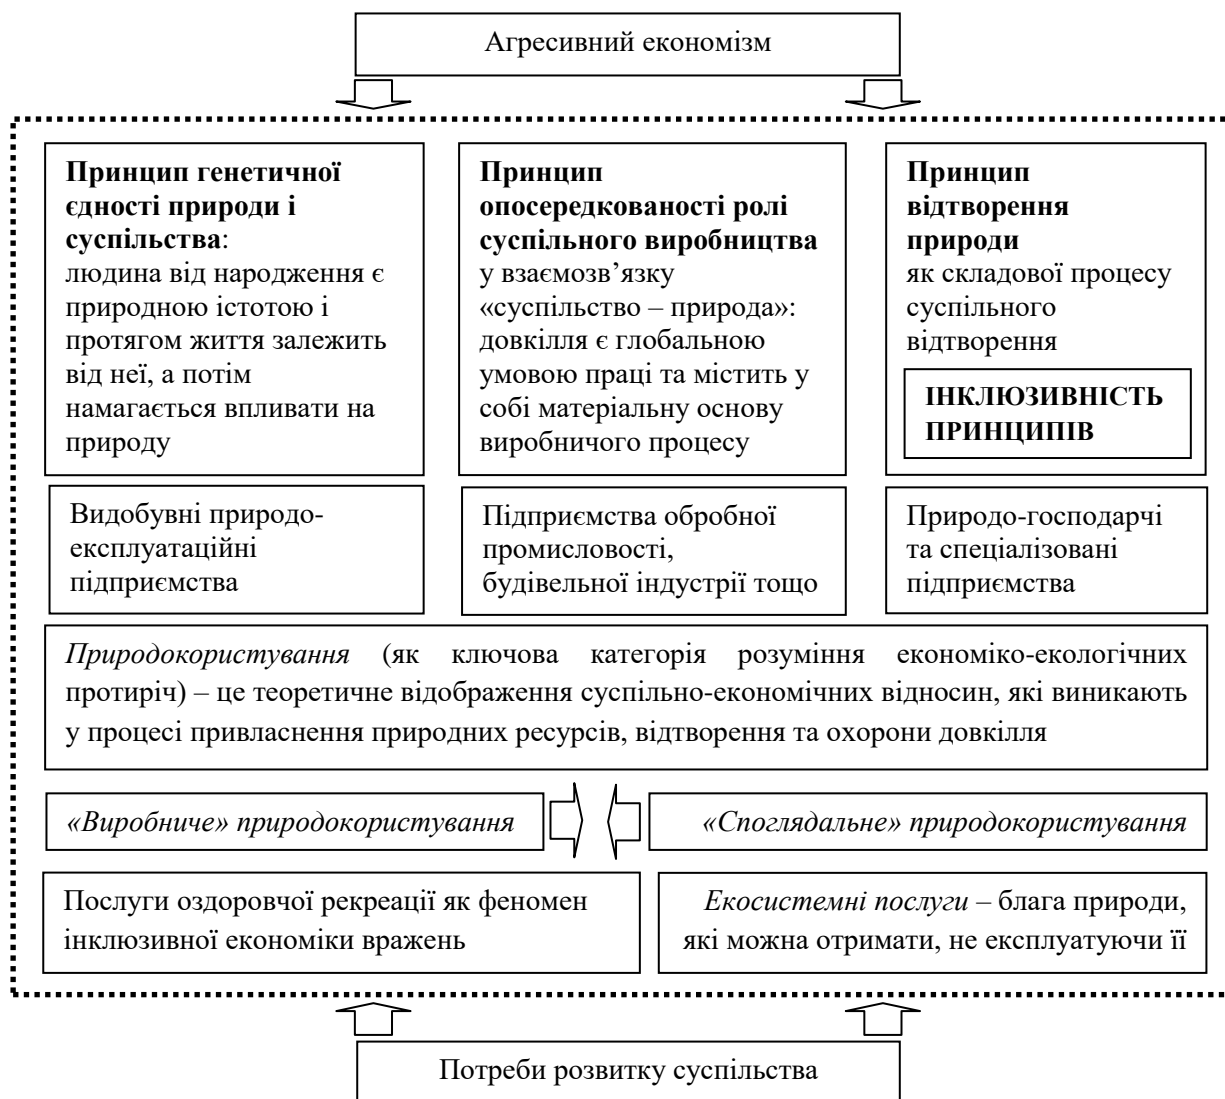 Агресивний економізм
Принцип генетичної
єдності природи і
суспільства:
людина від народження є
природною істотою і
протягом життя залежить
від неї, а потім
намагається впливати на
природу
Принцип
опосередкованості ролі
суспільного виробництва
у взаємозв’язку
«суспільство – природа»:
довкілля є глобальною
умовою праці та містить у
собі матеріальну основу
виробничого процесу
Принцип
відтворення
природи
як складової процесу
суспільного
відтворення
ІНКЛЮЗИВНІСТЬ
ПРИНЦИПІВ
Видобувні природо-
експлуатаційні
підприємства
Підприємства обробної
промисловості,
будівельної індустрії тощо
Природо-господарчі
та спеціалізовані
підприємства
Природокористування (як ключова категорія розуміння економіко-екологічних
протиріч) – це теоретичне відображення суспільно-економічних відносин, які виникають
у процесі привласнення природних ресурсів, відтворення та охорони довкілля
«Виробниче» природокористування
«Споглядальне» природокористування
Послуги оздоровчої рекреації як феномен
інклюзивної економіки вражень
Екосистемні послуги – блага природи,
які можна отримати, не експлуатуючи її
Потреби розвитку суспільства